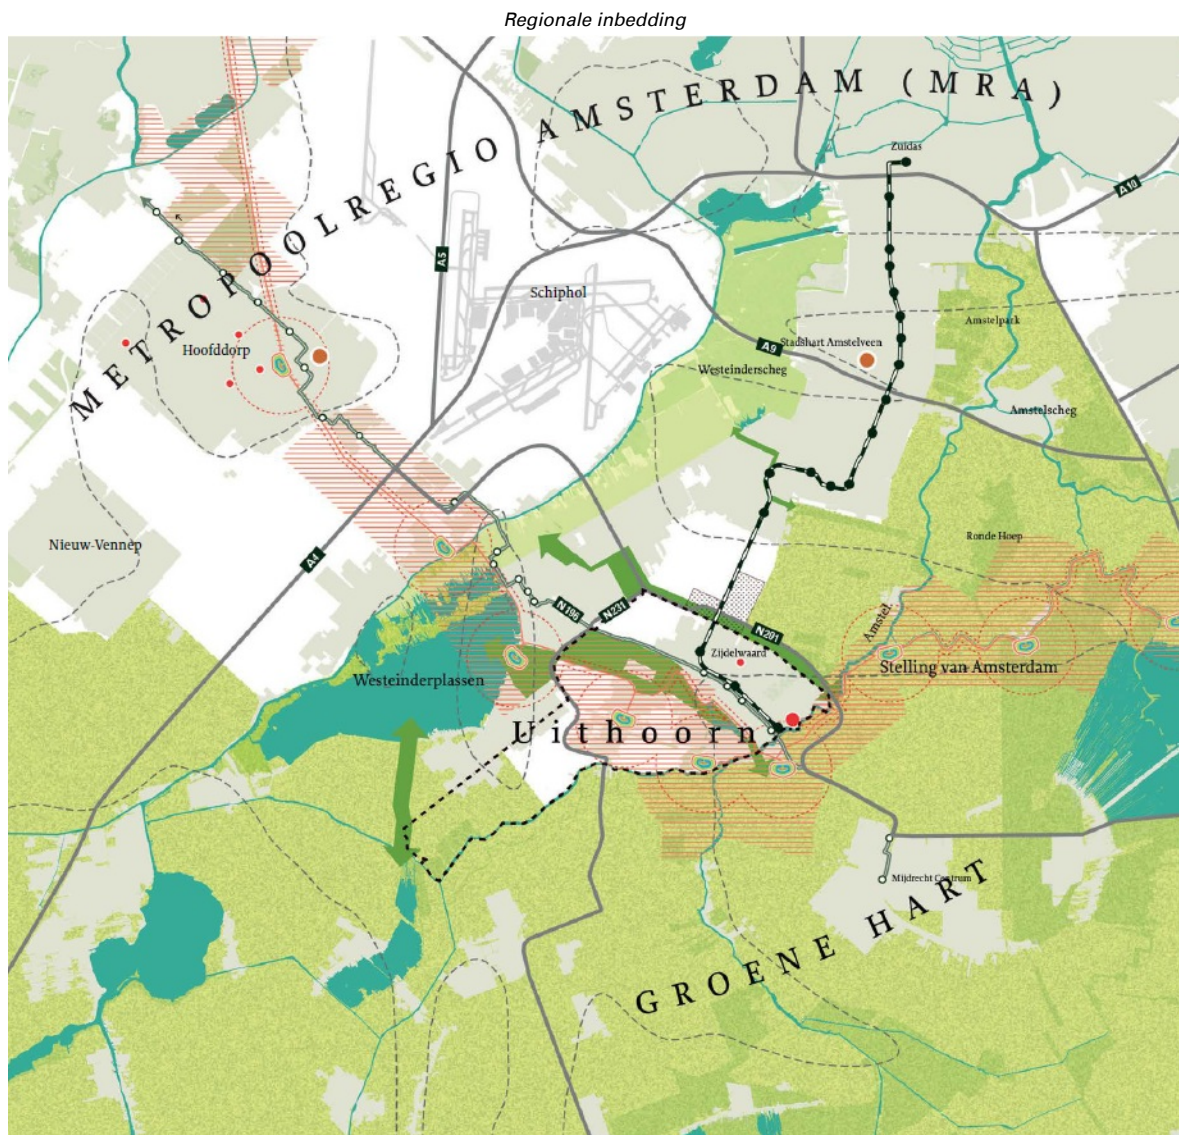 Regionale inbedding
METROPOOLREGIO AMSTERDAM (MRA)
Zuidas
A10
A5
Schiphol
Amstelpark
Stadshart Amstelveen
A9
Hoofddorp
Westeinderscheg
Amstelscheg
Nieuw-Vennep
A4
Ronde Hoep
N196
N231
N201
Amstel
Zijdelwaard
Stelling van Amsterdam
Westeinderplassen
Uithoorn
Mijdrecht Centrum
GROENE HART